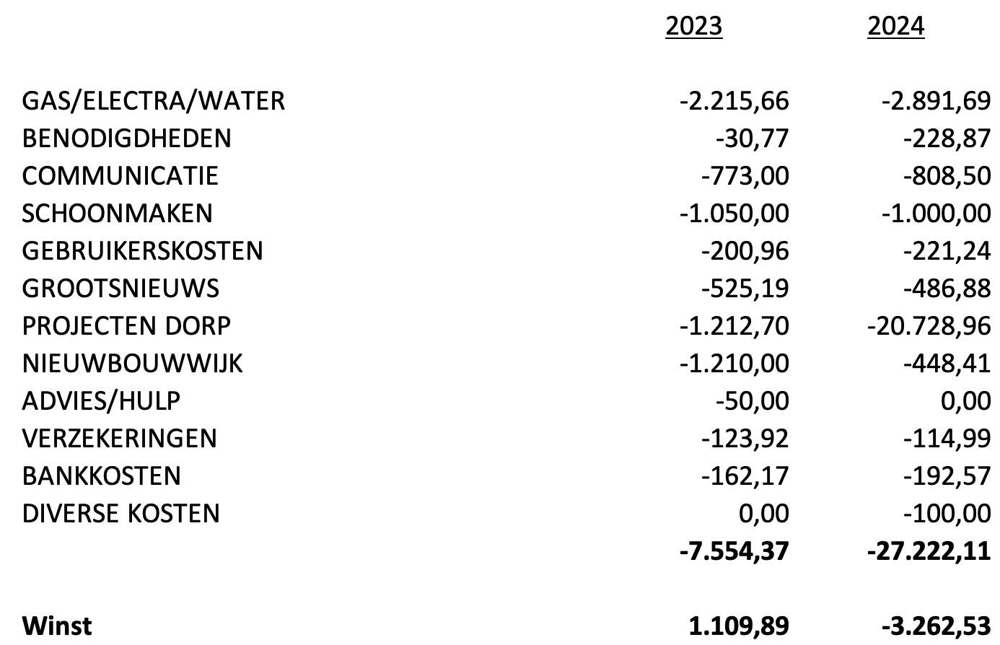 2023 2024
GAS/ELECTRA/WATER -2.215,66 -2.891,69
BENODIGDHEDEN -30,77 -228,87
COMMUNICATIE -773,00 -808,50
SCHOONMAKEN -1.050,00 -1.000,00
GEBRUIKERSKOSTEN -200,96 -221,24
GROOTSNIEUWS -525,19 -486,88
PROJECTEN DORP -1.212,70 -20.728,96
NIEUWBOUWWIJK -1.210,00 -448,41
ADVIES/HULP -50,00 0,00
VERZEKERINGEN -123,92 -114,99
BANKKOSTEN -162,17 -192,57
DIVERSE KOSTEN 0,00 -100,00
-7.554,37 -27.222,11
Winst 1.109,89 -3.262,53